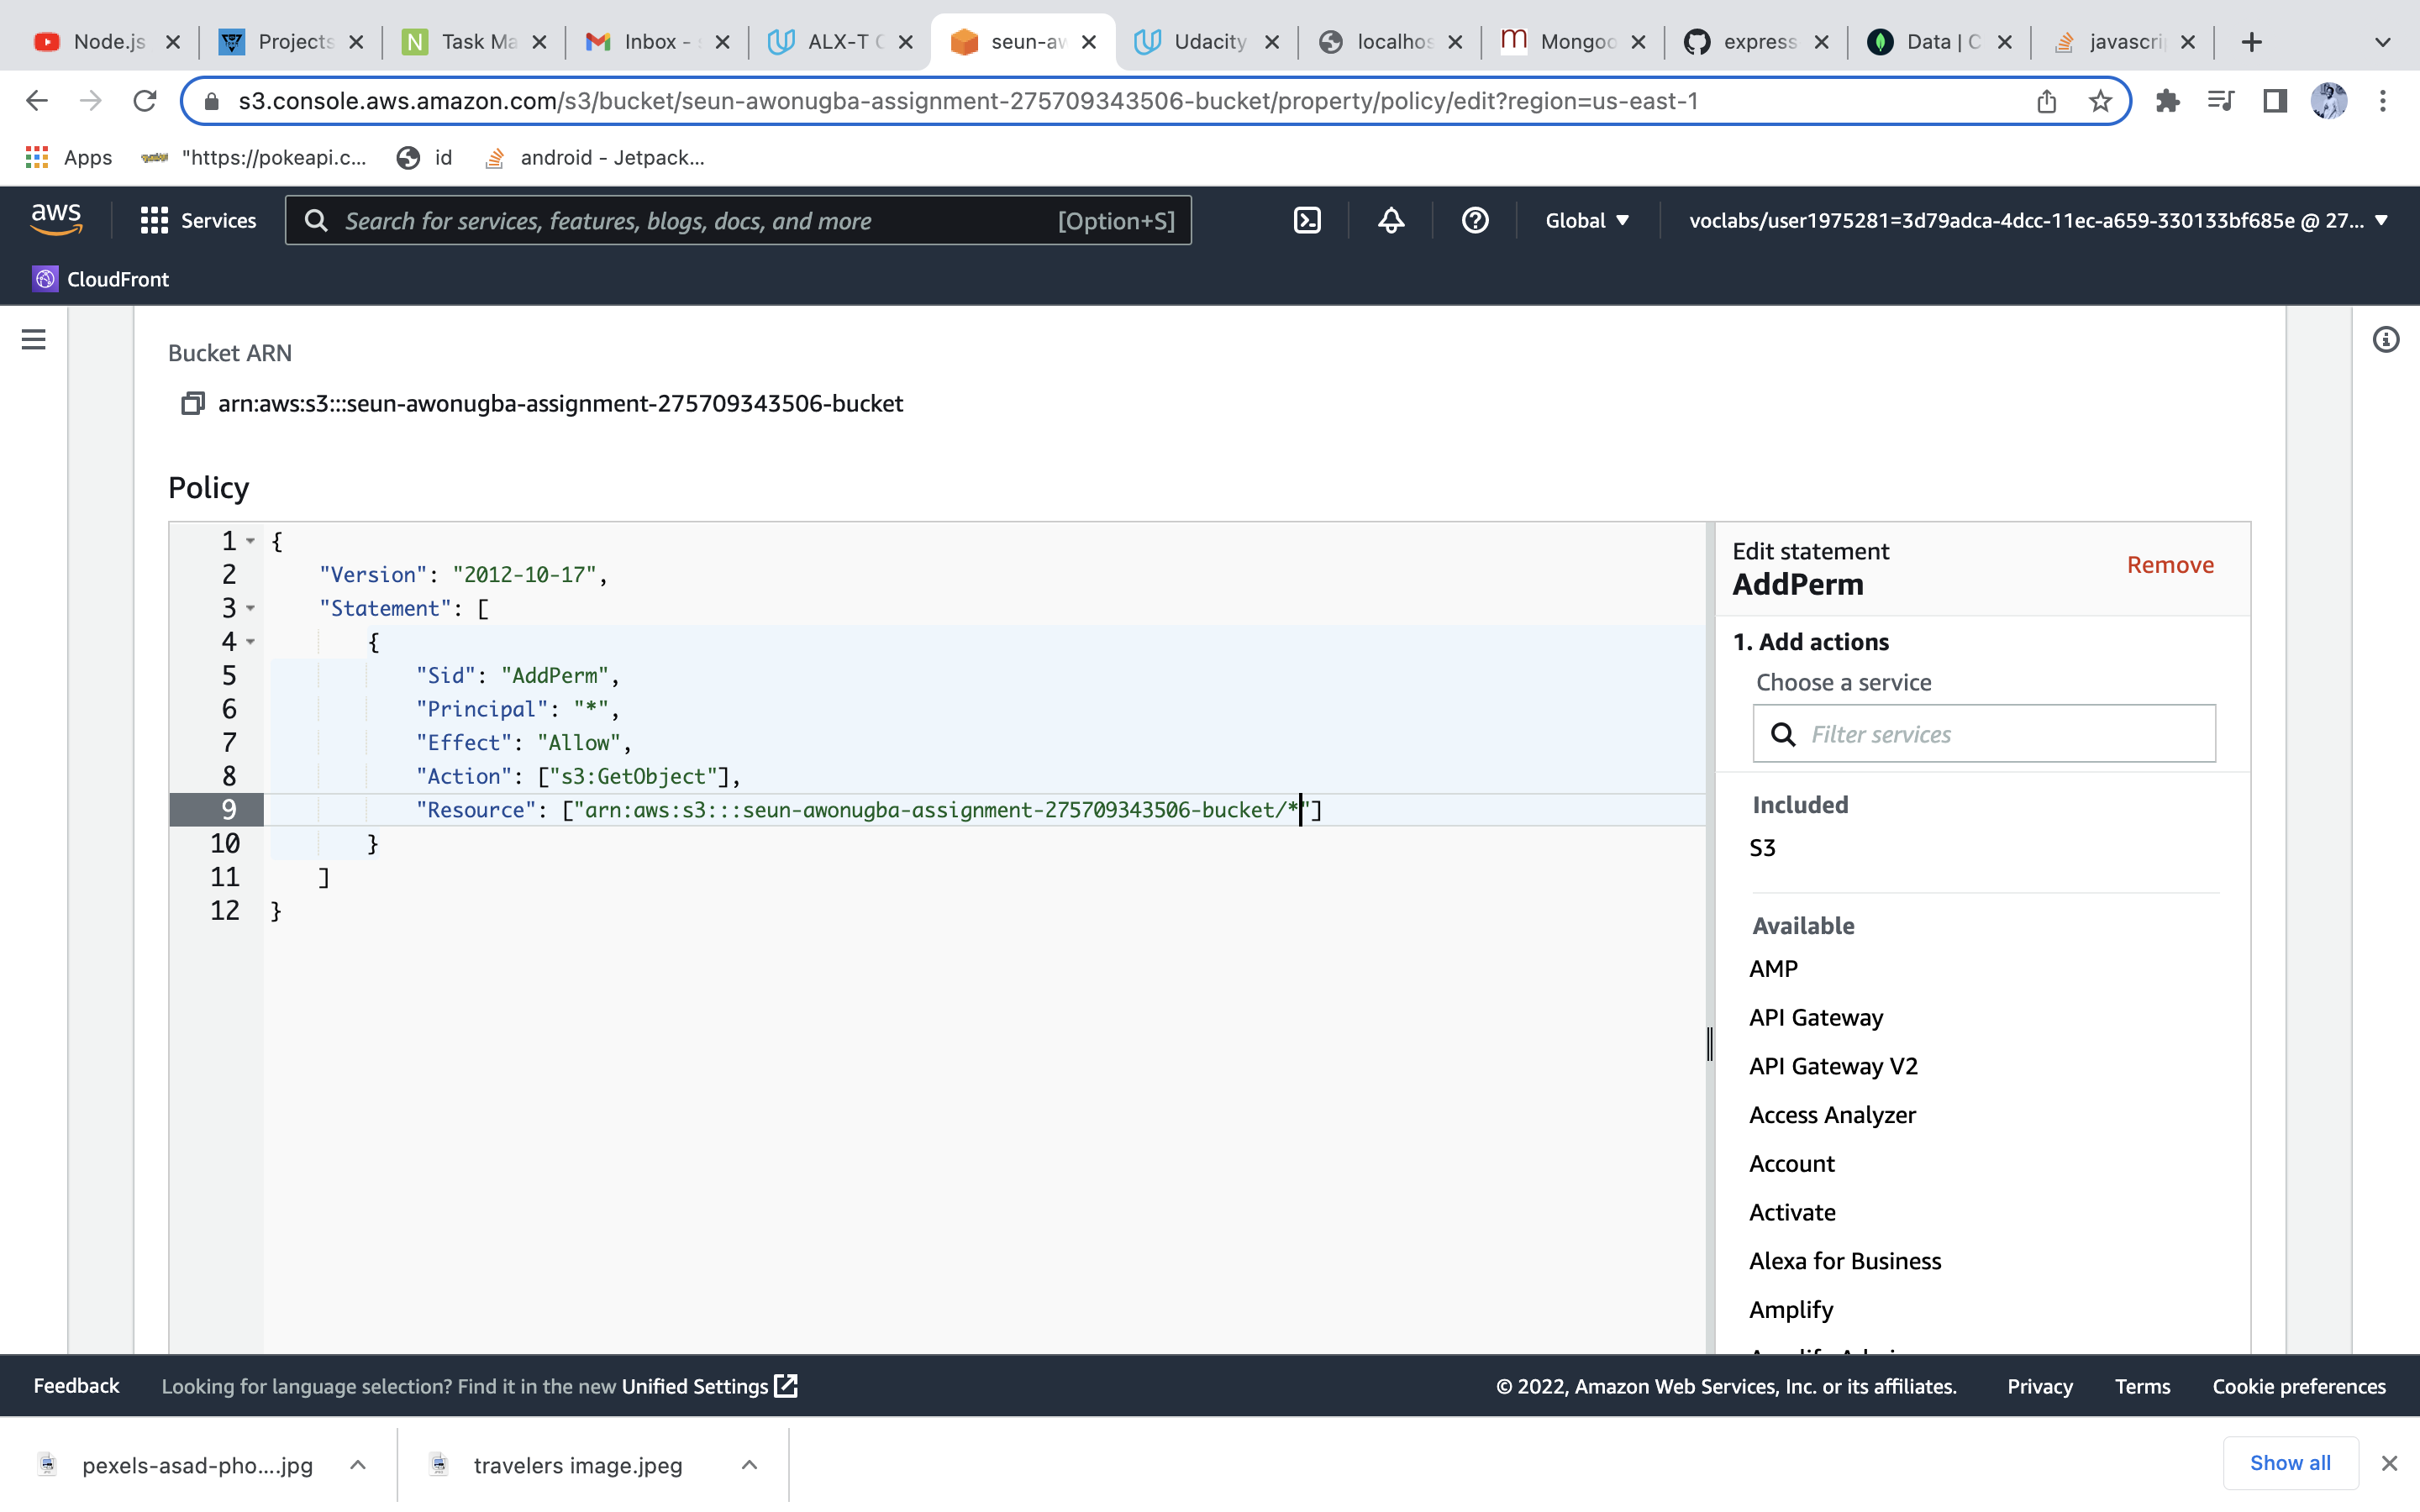 Node.js Projects Task Ma Inbox - ALX-T seun-aw Udacity localhos Mongoo express Data | C javascri
s3.console.aws.amazon.com/s3/bucket/seun-awonugba-assignment-275709343506-bucket/property/policy/edit?region=us-east-1
Apps "https://pokeapi.c... id android - Jetpack...
aws Services Search for services, features, blogs, docs, and more [Option+S] Global voclabs/user1975281=3d79adca-4dcc-11ec-a659-330133bf685e @ 27...
CloudFront
Bucket ARN
arn:aws:s3:::seun-awonugba-assignment-275709343506-bucket
Policy
1 {
2 "Version": "2012-10-17",
3 "Statement": [
4 {
5 "Sid": "AddPerm",
6 "Principal": "*",
7 "Effect": "Allow",
8 "Action": ["s3:GetObject"],
9 "Resource": ["arn:aws:s3:::seun-awonugba-assignment-275709343506-bucket/*"]
10 }
11 ]
12 }
Edit statement
AddPerm
Remove
1. Add actions
Choose a service
Filter services
Included
S3
Available
AMP
API Gateway
API Gateway V2
Access Analyzer
Account
Activate
Alexa for Business
Amplify
Feedback Looking for language selection? Find it in the new Unified Settings © 2022, Amazon Web Services, Inc. or its affiliates. Privacy Terms Cookie preferences
pexels-asad-pho....jpg travelers image.jpeg Show all